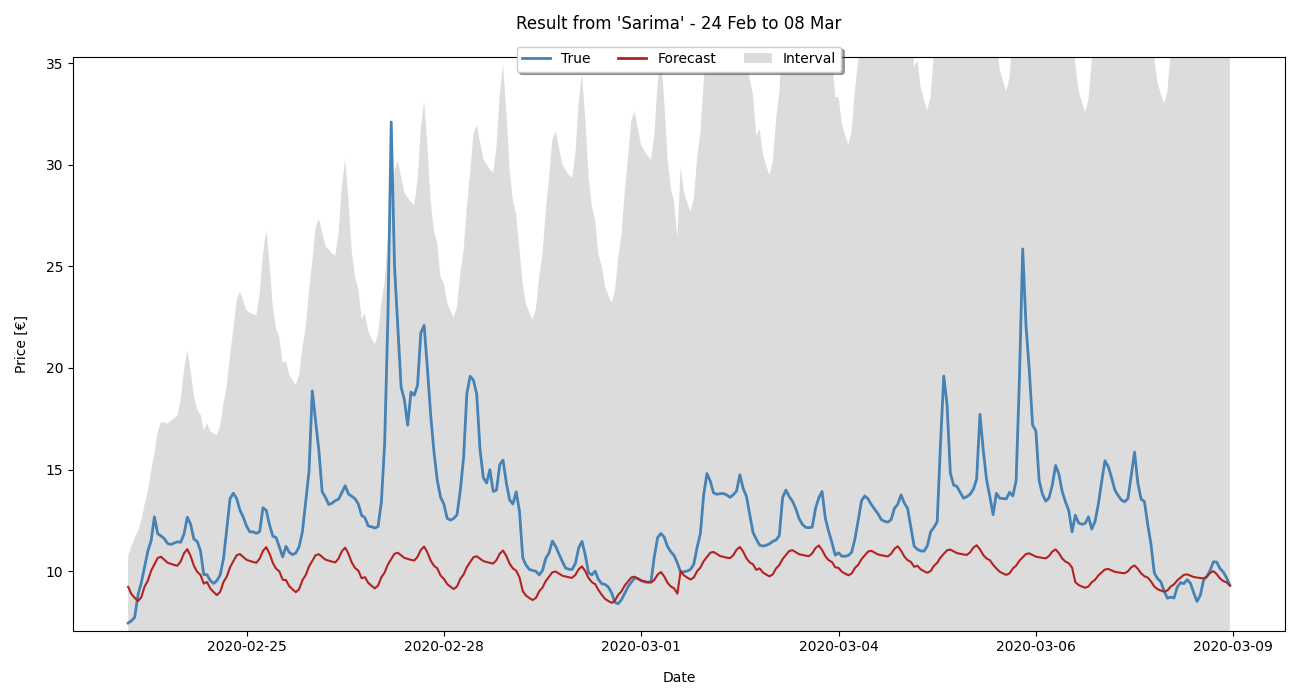 Result from 'Sarima' - 24 Feb to 08 Mar
True Forecast Interval
35
30
25
20
15
10
Price [€]
2020-02-25 2020-02-28 2020-03-01 2020-03-04 2020-03-06 2020-03-09
Date